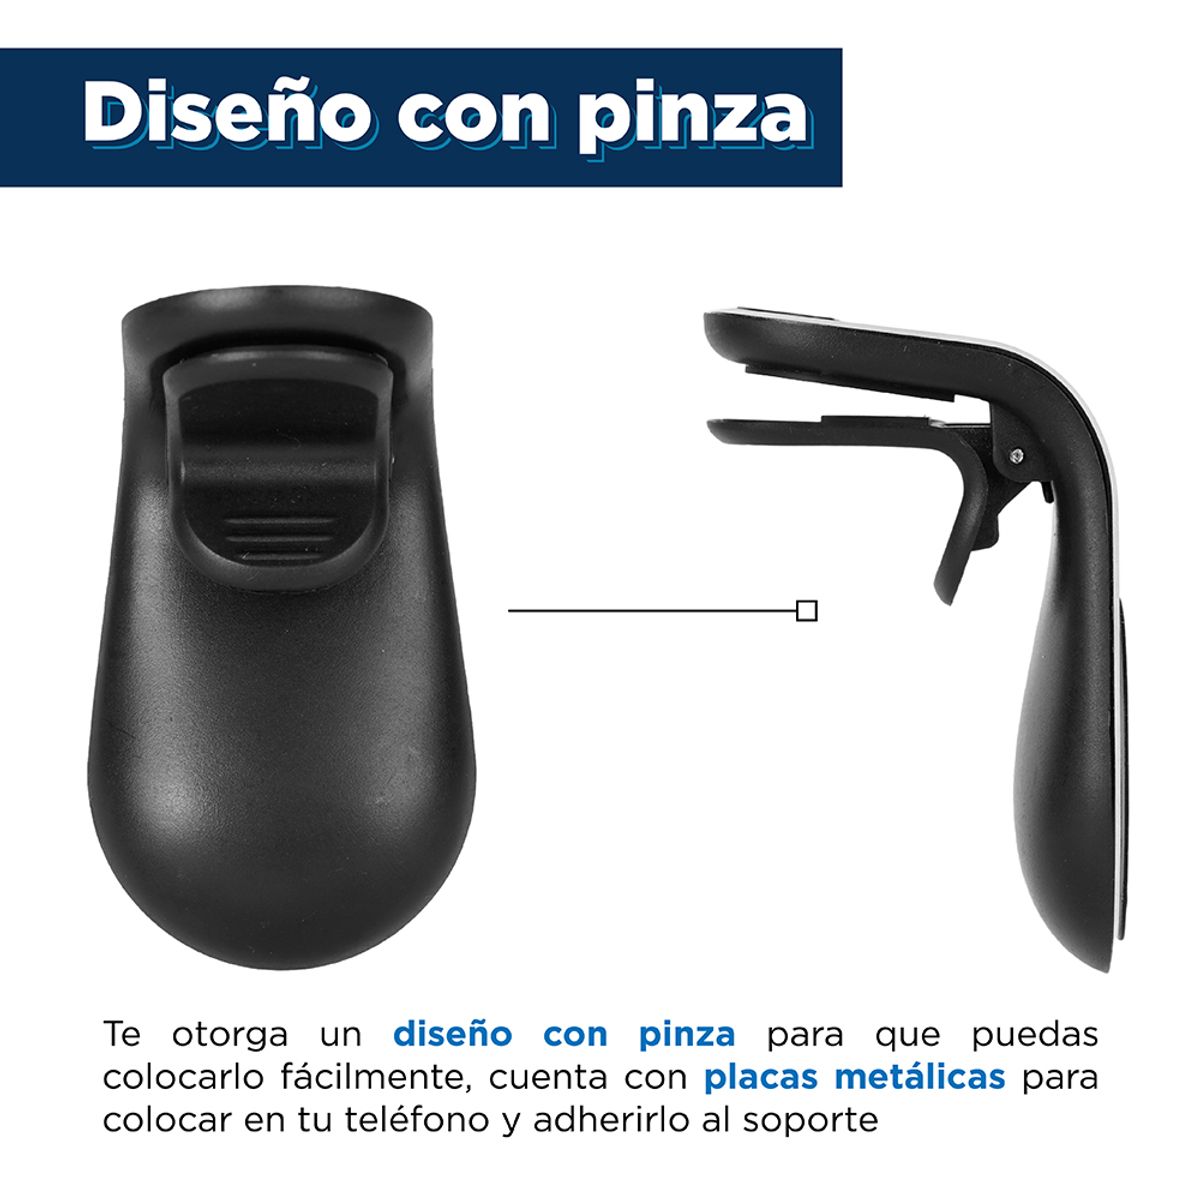 Diseño con pinza
Te otorga un diseño con pinza para que puedas
colocarlo fácilmente, cuenta con placas metálicas para
colocar en tu teléfono y adherirlo al soporte